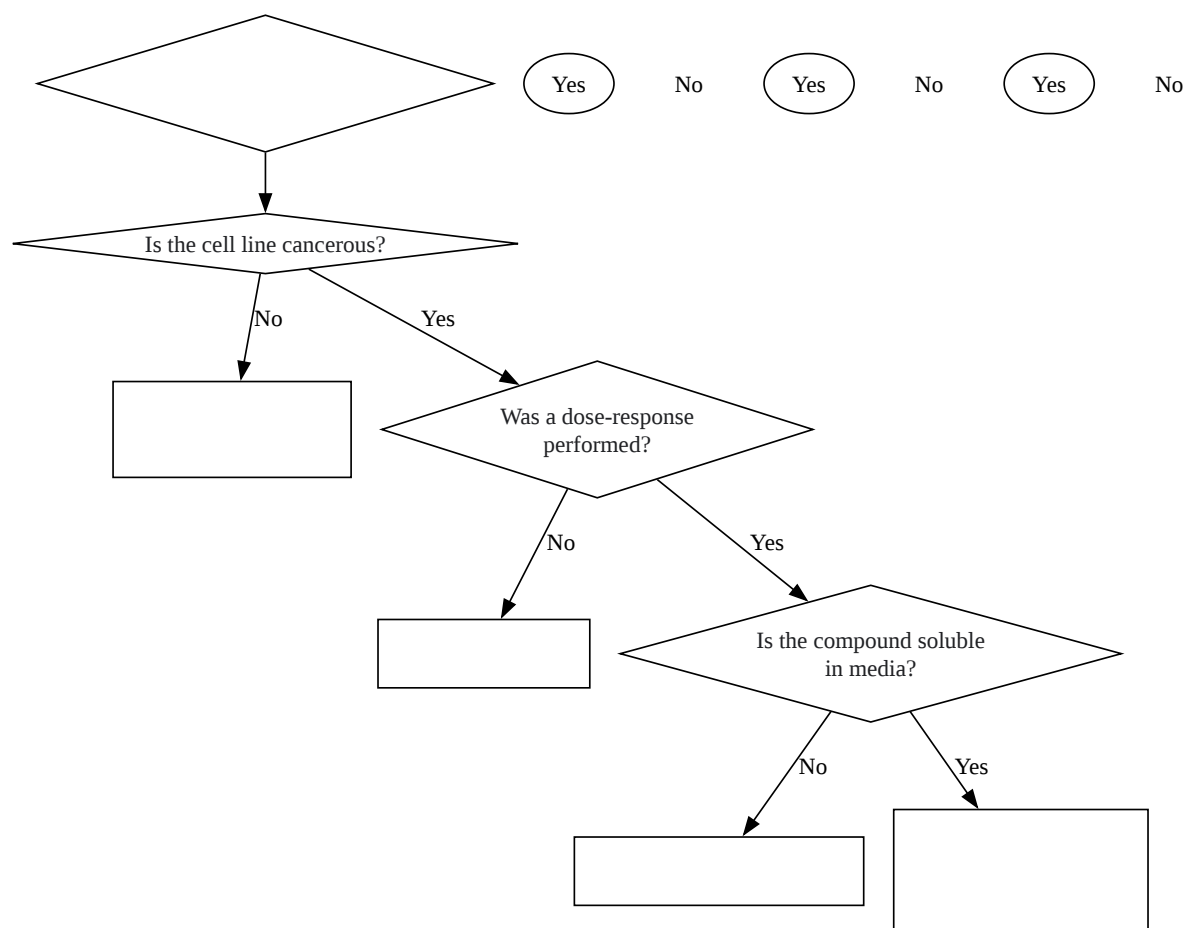 Yes
No
Yes
No
Yes
No
Is the cell line cancerous?
No
Yes
Was a dose-response
performed?
No
Yes
Is the compound soluble
in media?
No
Yes